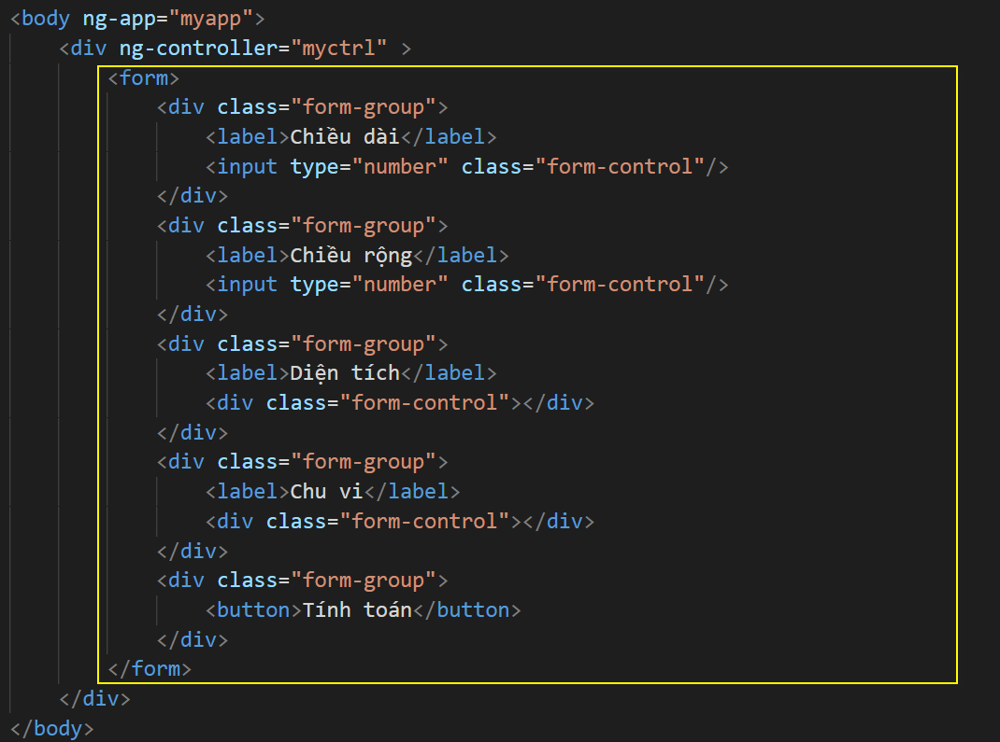 <body ng-app="myapp">
<div ng-controller="myctrl" >
<form>
<div class="form-group">
<label>Chiều dài</label>
<input type="number" class="form-control"/>
</div>
<div class="form-group">
<label>Chiều rộng</label>
<input type="number" class="form-control"/>
</div>
<div class="form-group">
<label>Diện tích</label>
<div class="form-control"></div>
</div>
<div class="form-group">
<label>Chu vi</label>
<div class="form-control"></div>
</div>
<div class="form-group">
<button>Tính toán</button>
</div>
</form>
</div>
</body>